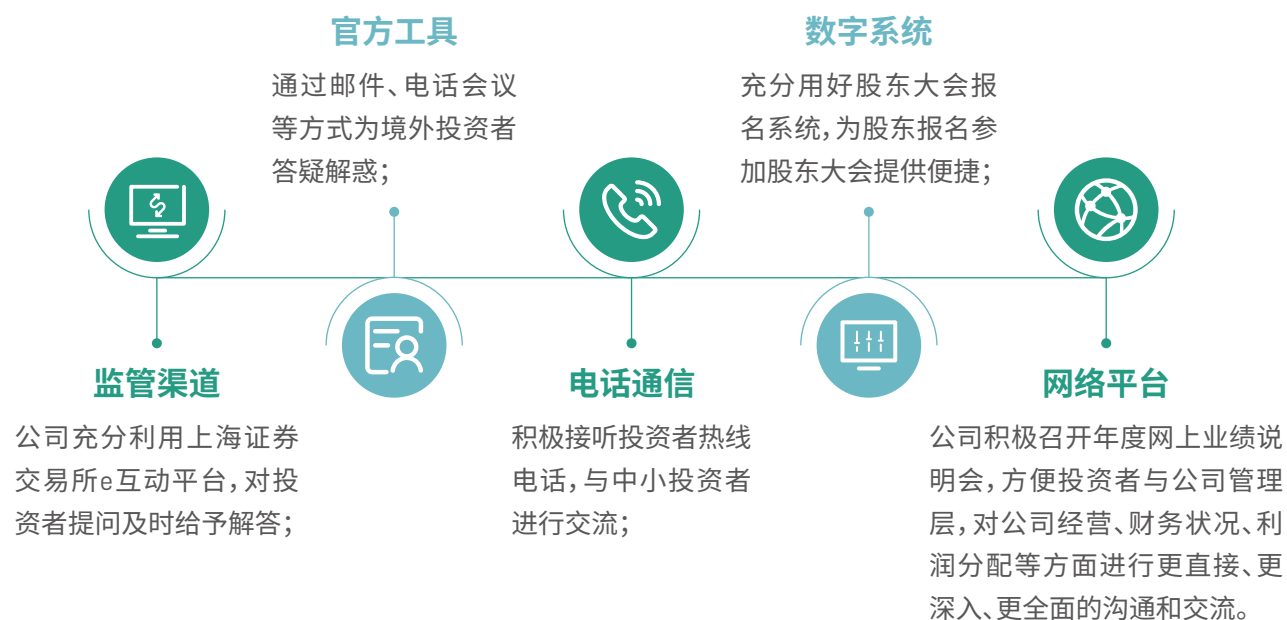 官方工具
通过邮件、电话会议
等方式为境外投资者
答疑解惑;
数字系统
充分用好股东大会报
名系统,为股东报名参
加股东大会提供便捷;
监管渠道
公司充分利用上海证券
交易所e互动平台,对投
资者提问及时给予解答;
电话通信
积极接听投资者热线
电话,与中小投资者
进行交流;
网络平台
公司积极召开年度网上业绩说
明会,方便投资者与公司管理
层,对公司经营、财务状况、利
润分配等方面进行更直接、更
深入、更全面的沟通和交流。